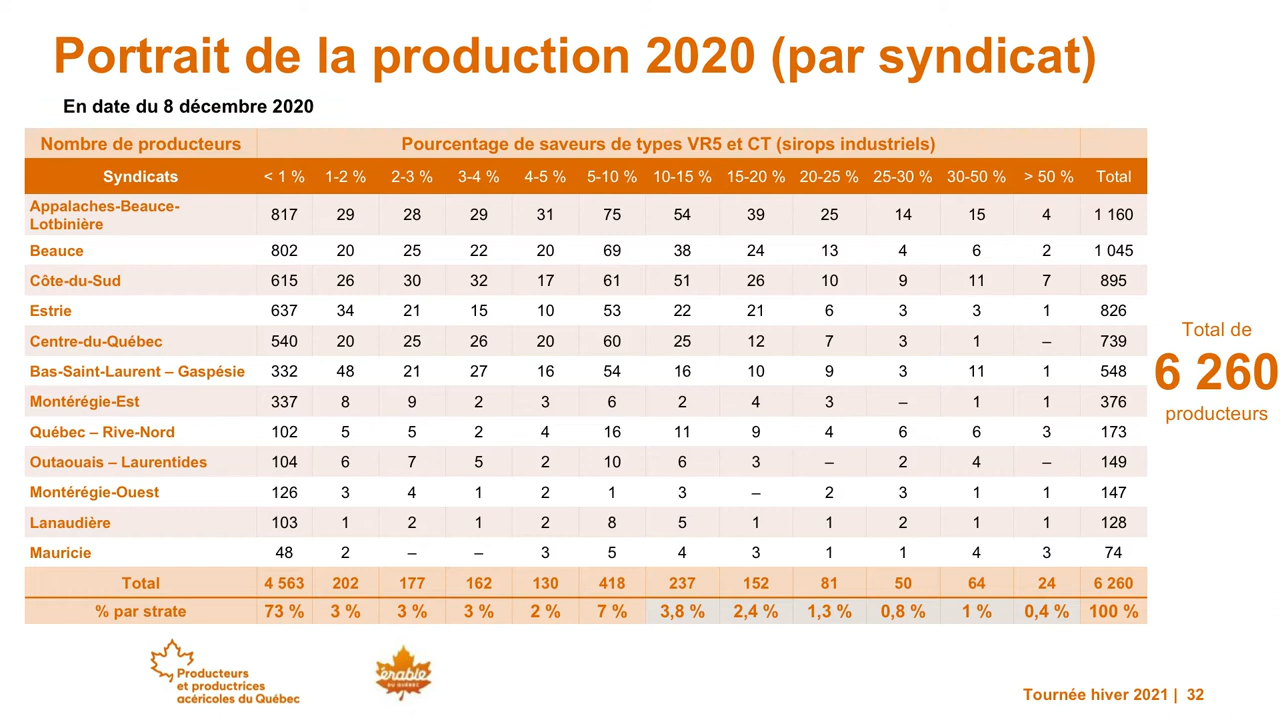 Portrait de la production 2020 (par syndicat)
En date du 8 décembre 2020
Nombre de producteurs Pourcentage de saveurs de types VR5 et CT (sirops industriels)
Syndicats < 1 % 1-2 % 2-3 % 3-4 % 4-5 % 5-10 % 10-15 % 15-20 % 20-25 % 25-30 % 30-50 % > 50 % Total
Appalaches-Beauce-
Lotbinière 817 29 28 29 31 75 54 39 25 14 15 4 1 160
Beauce 802 20 25 22 20 69 38 24 13 4 6 2 1 045
Côte-du-Sud 615 26 30 32 17 61 51 26 10 9 11 7 895
Estrie 637 34 21 15 10 53 22 21 6 3 3 1 826
Centre-du-Québec 540 20 25 26 20 60 25 12 7 3 1 – 739
Bas-Saint-Laurent – Gaspésie 332 48 21 27 16 54 16 10 9 3 11 1 548
Montérégie-Est 337 8 9 2 3 6 2 4 3 – 1 1 376
Québec – Rive-Nord 102 5 5 2 4 16 11 9 4 6 6 3 173
Outaouais – Laurentides 104 6 7 5 2 10 6 3 – 2 4 – 149
Montérégie-Ouest 126 3 4 1 2 1 3 – 2 3 1 1 147
Lanaudière 103 1 2 1 2 8 5 1 1 2 1 1 128
Mauricie 48 2 – – 3 5 4 3 1 1 4 3 74
Total 4 563 202 177 162 130 418 237 152 81 50 64 24 6 260
% par strate 73 % 3 % 3 % 3 % 2 % 7 % 3,8 % 2,4 % 1,3 % 0,8 % 1 % 0,4 % 100 %
Total de
6 260
producteurs
Producteurs
et productrices
acéricoles du Québec
érable
DU QUÉBEC
Tournée hiver 2021 | 32